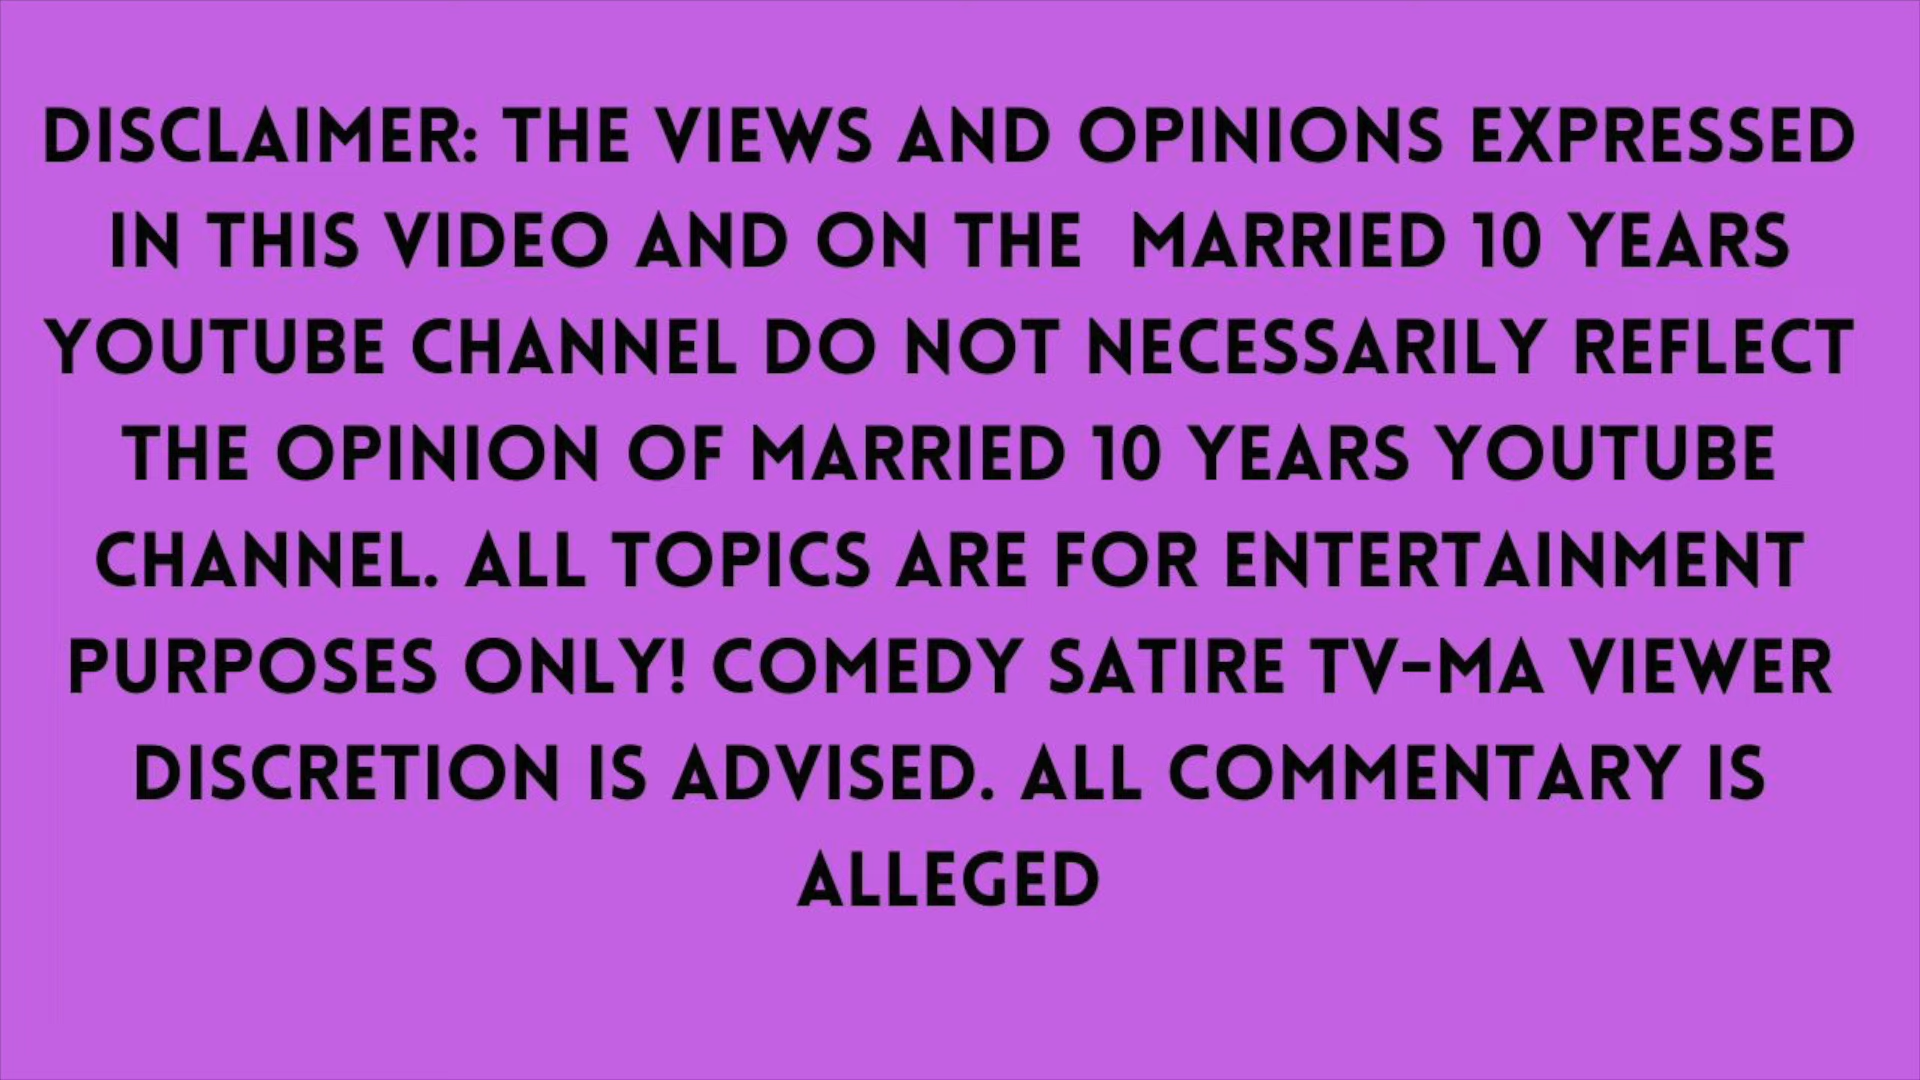 DISCLAIMER: THE VIEWS AND OPINIONS EXPRESSED
IN THIS VIDEO AND ON THE MARRIED 10 YEARS
YOUTUBE CHANNEL DO NOT NECESSARILY REFLECT
THE OPINION OF MARRIED 10 YEARS YOUTUBE
CHANNEL. ALL TOPICS ARE FOR ENTERTAINMENT
PURPOSES ONLY! COMEDY SATIRE TV-MA VIEWER
DISCRETION IS ADVISED. ALL COMMENTARY IS
ALLEGED